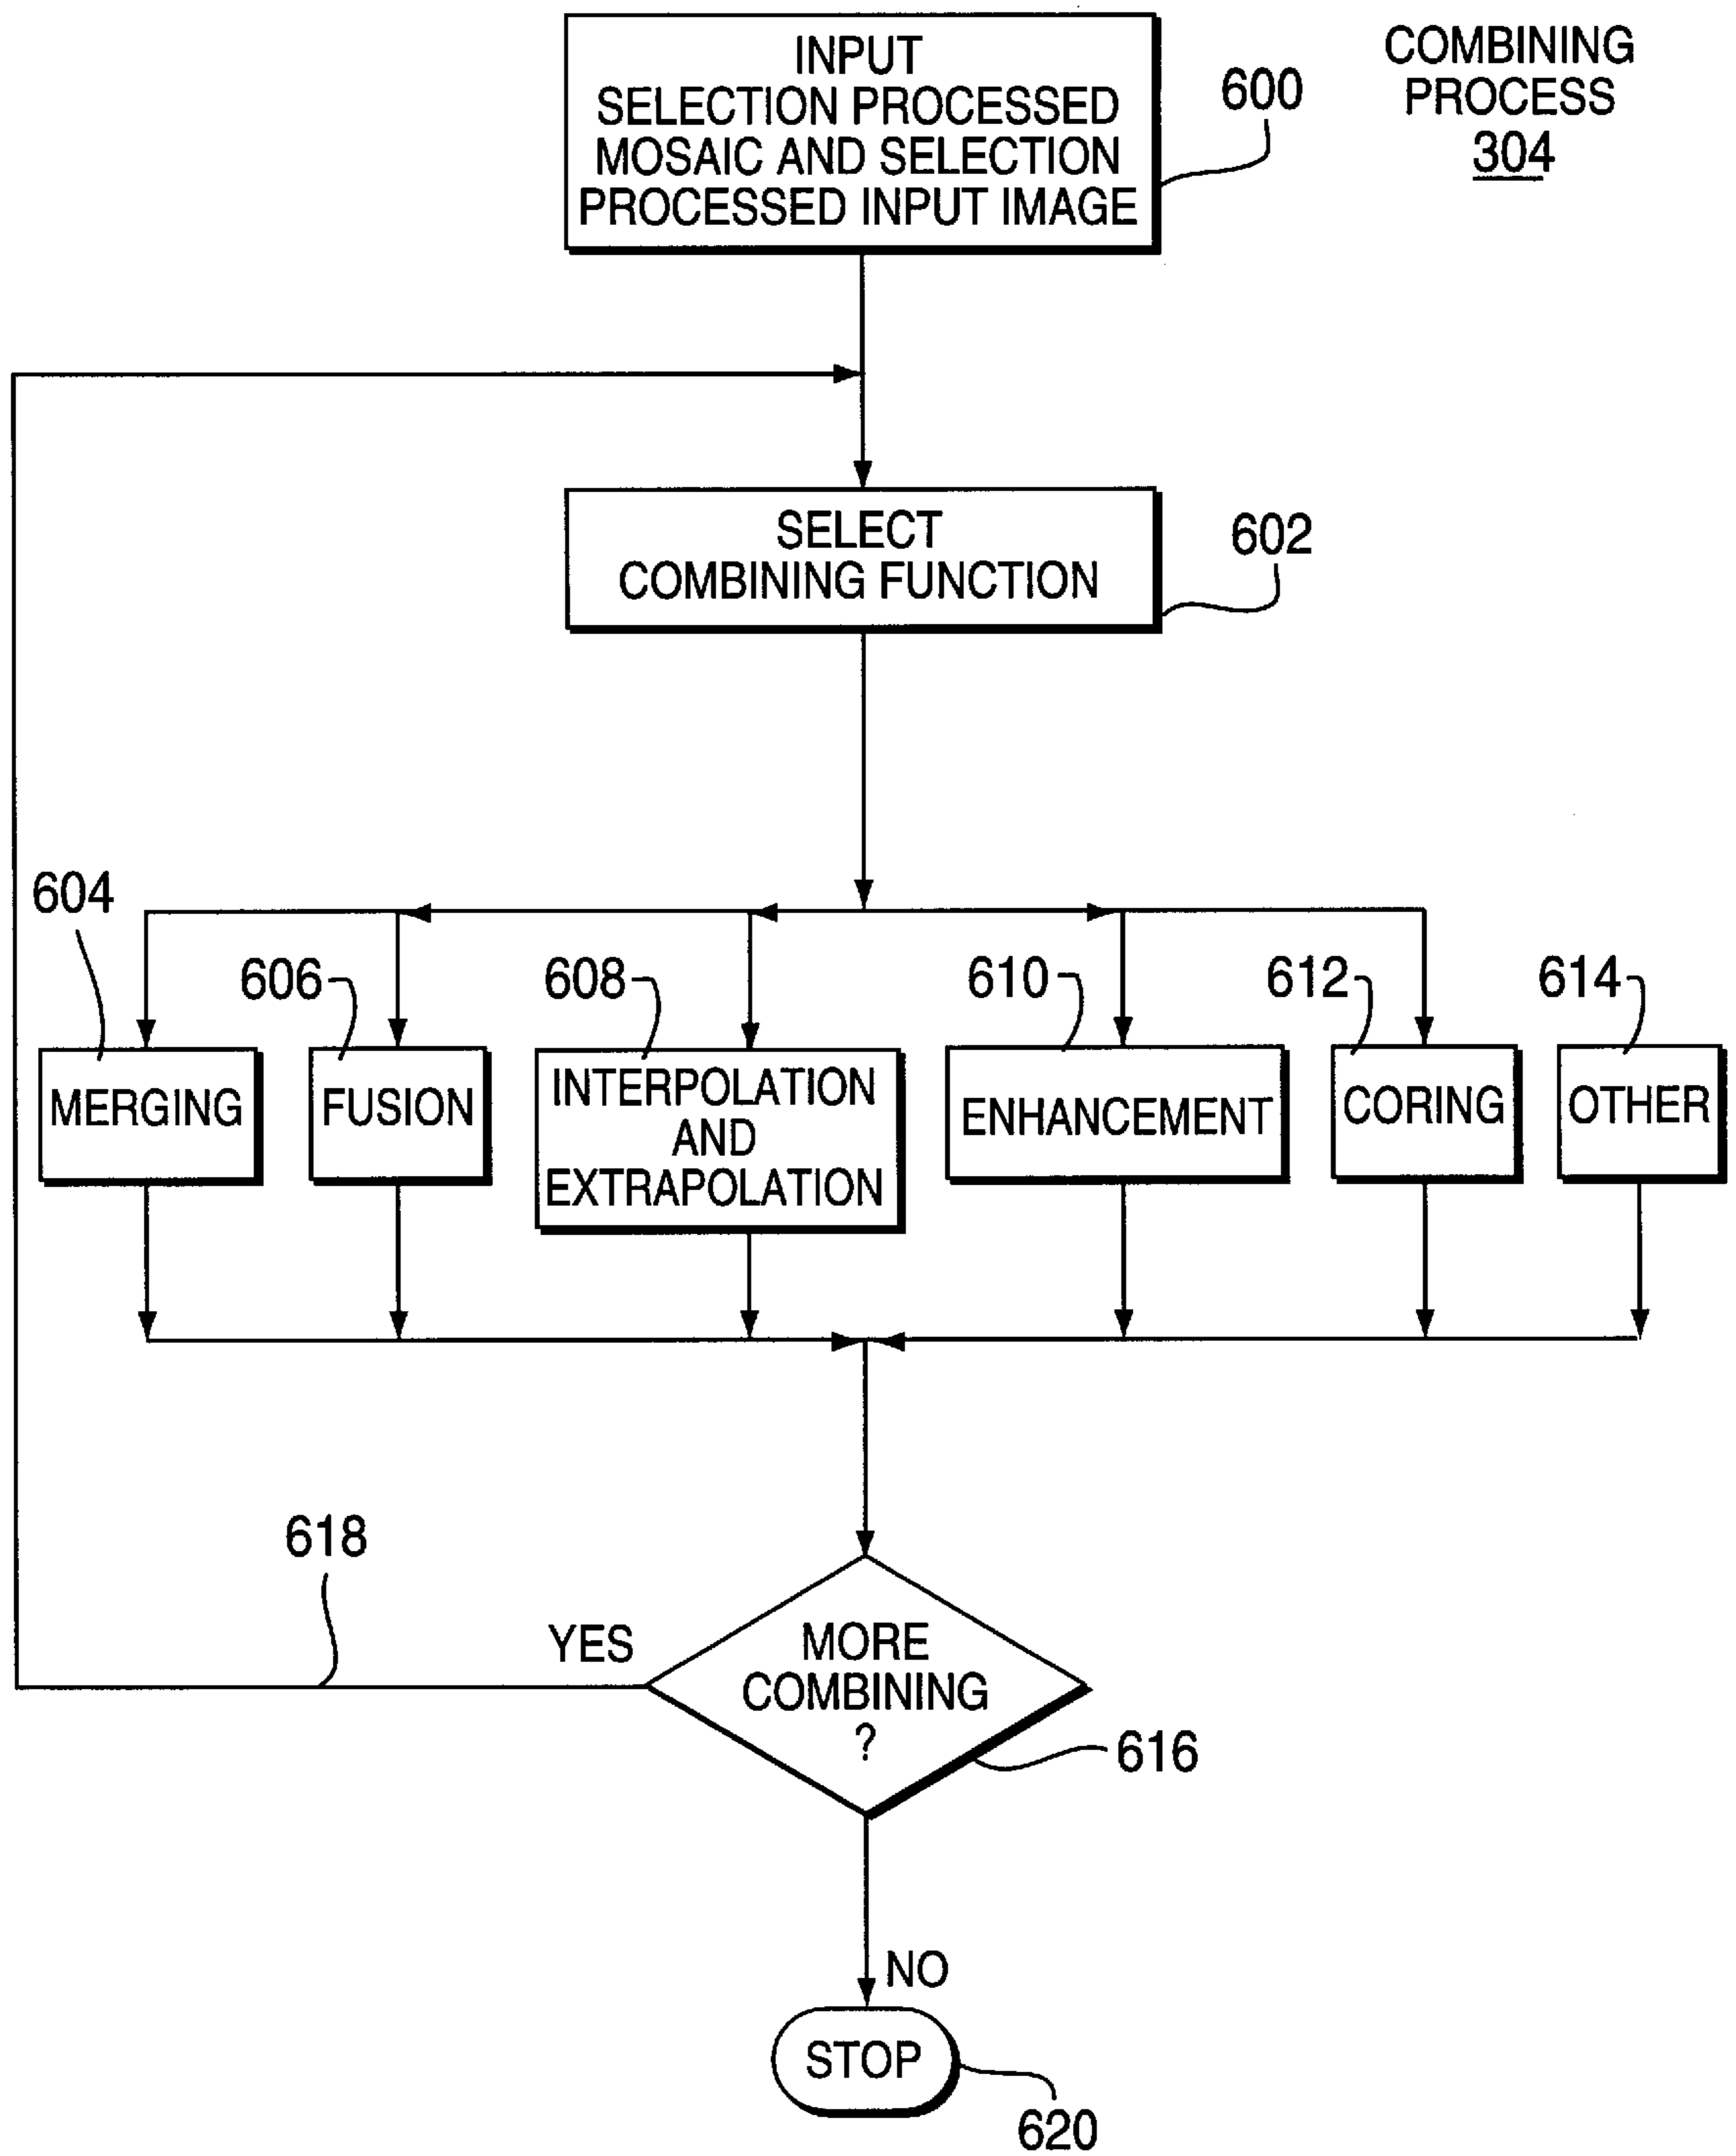 INPUT
SELECTION PROCESSED
MOSAIC AND SELECTION
PROCESSED INPUT IMAGE
600
COMBINING
PROCESS
304
SELECT
COMBINING FUNCTION
602
604
606
608
610
612
614
MERGING
FUSION
INTERPOLATION
AND
EXTRAPOLATION
ENHANCEMENT
CORING
OTHER
618
YES
MORE
COMBINING
?
616
NO
STOP
620